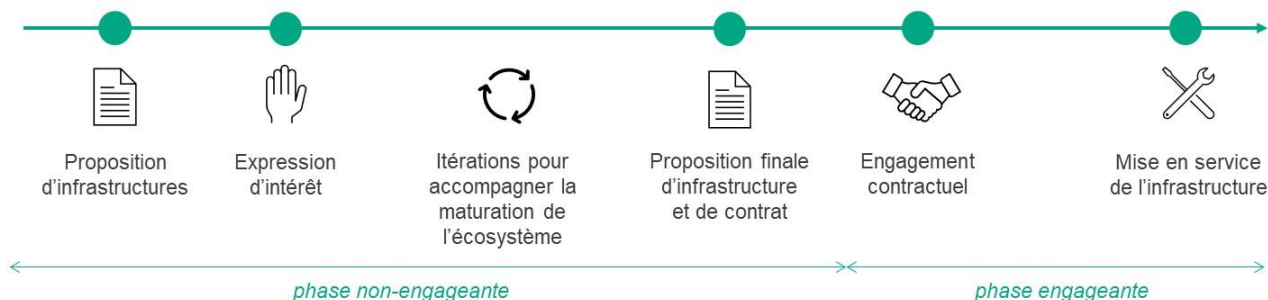 Proposition
d'infrastructures
Expression
d'intérêt
Itérations pour
accompagner la
maturation de
l'écosystème
Proposition finale
d'infrastructure
et de contrat
Engagement
contractuel
Mise en service
de l'infrastructure
phase non-engageante
phase engageante